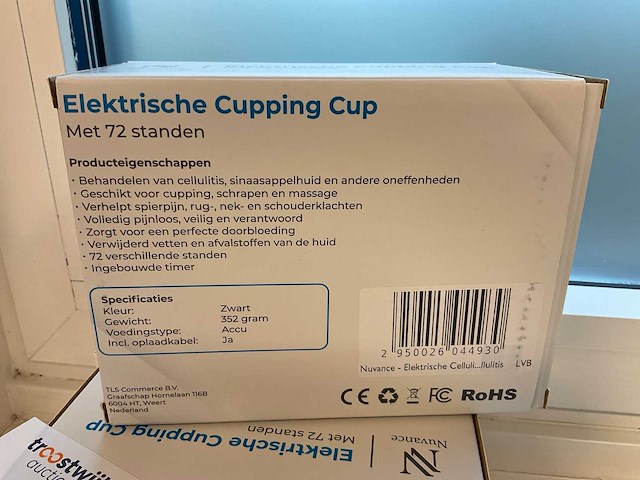 Elektrische Cupping Cup
Met 72 standen
Producteigenschappen
· Behandelen van cellulitis, sinaasappelhuid en andere oneffenheden
· Geschikt voor cupping, schrapen en massage
· Verhelpt spierpijn, rug-, nek- en schouderklachten
· Volledig pijnloos, veilig en verantwoord
· Zorgt voor een perfecte doorbloeding
· Verwijderd vetten en afvalstoffen van de huid
· 72 verschillende standen
· Ingebouwde timer
Specificaties
Kleur: Zwart
Gewicht: 352 gram
Voedingstype: Accu
Incl. oplaadkabel: Ja
2 950026 044930
Nuvance - Elektrische Celluli...llulitis LVB
TLS Commerce B.V.
Graafschap Hornelaan 116B
6004 HT, Weert
Nederland
CE FC RoHS
Elektrische Cupping Cup
Met 72 standen
N
Nuvance
troostwijk